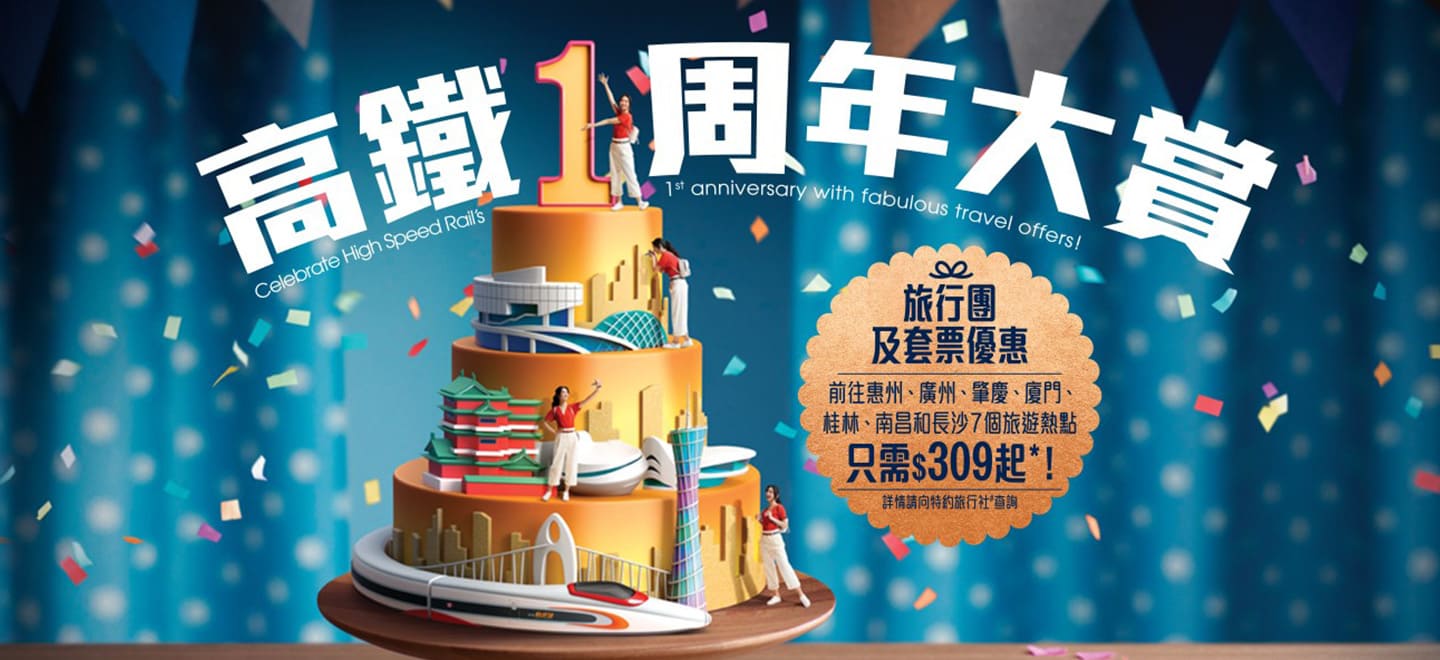 高鐵1周年大賞
Celebrate High Speed Rail's
1st anniversary with fabulous travel offers!
旅行團
及套票優惠
前往惠州、廣州、肇慶、廈門、
桂林、南昌和長沙7個旅遊熱點
只需$309起*!
詳情請向特約旅行社#查詢